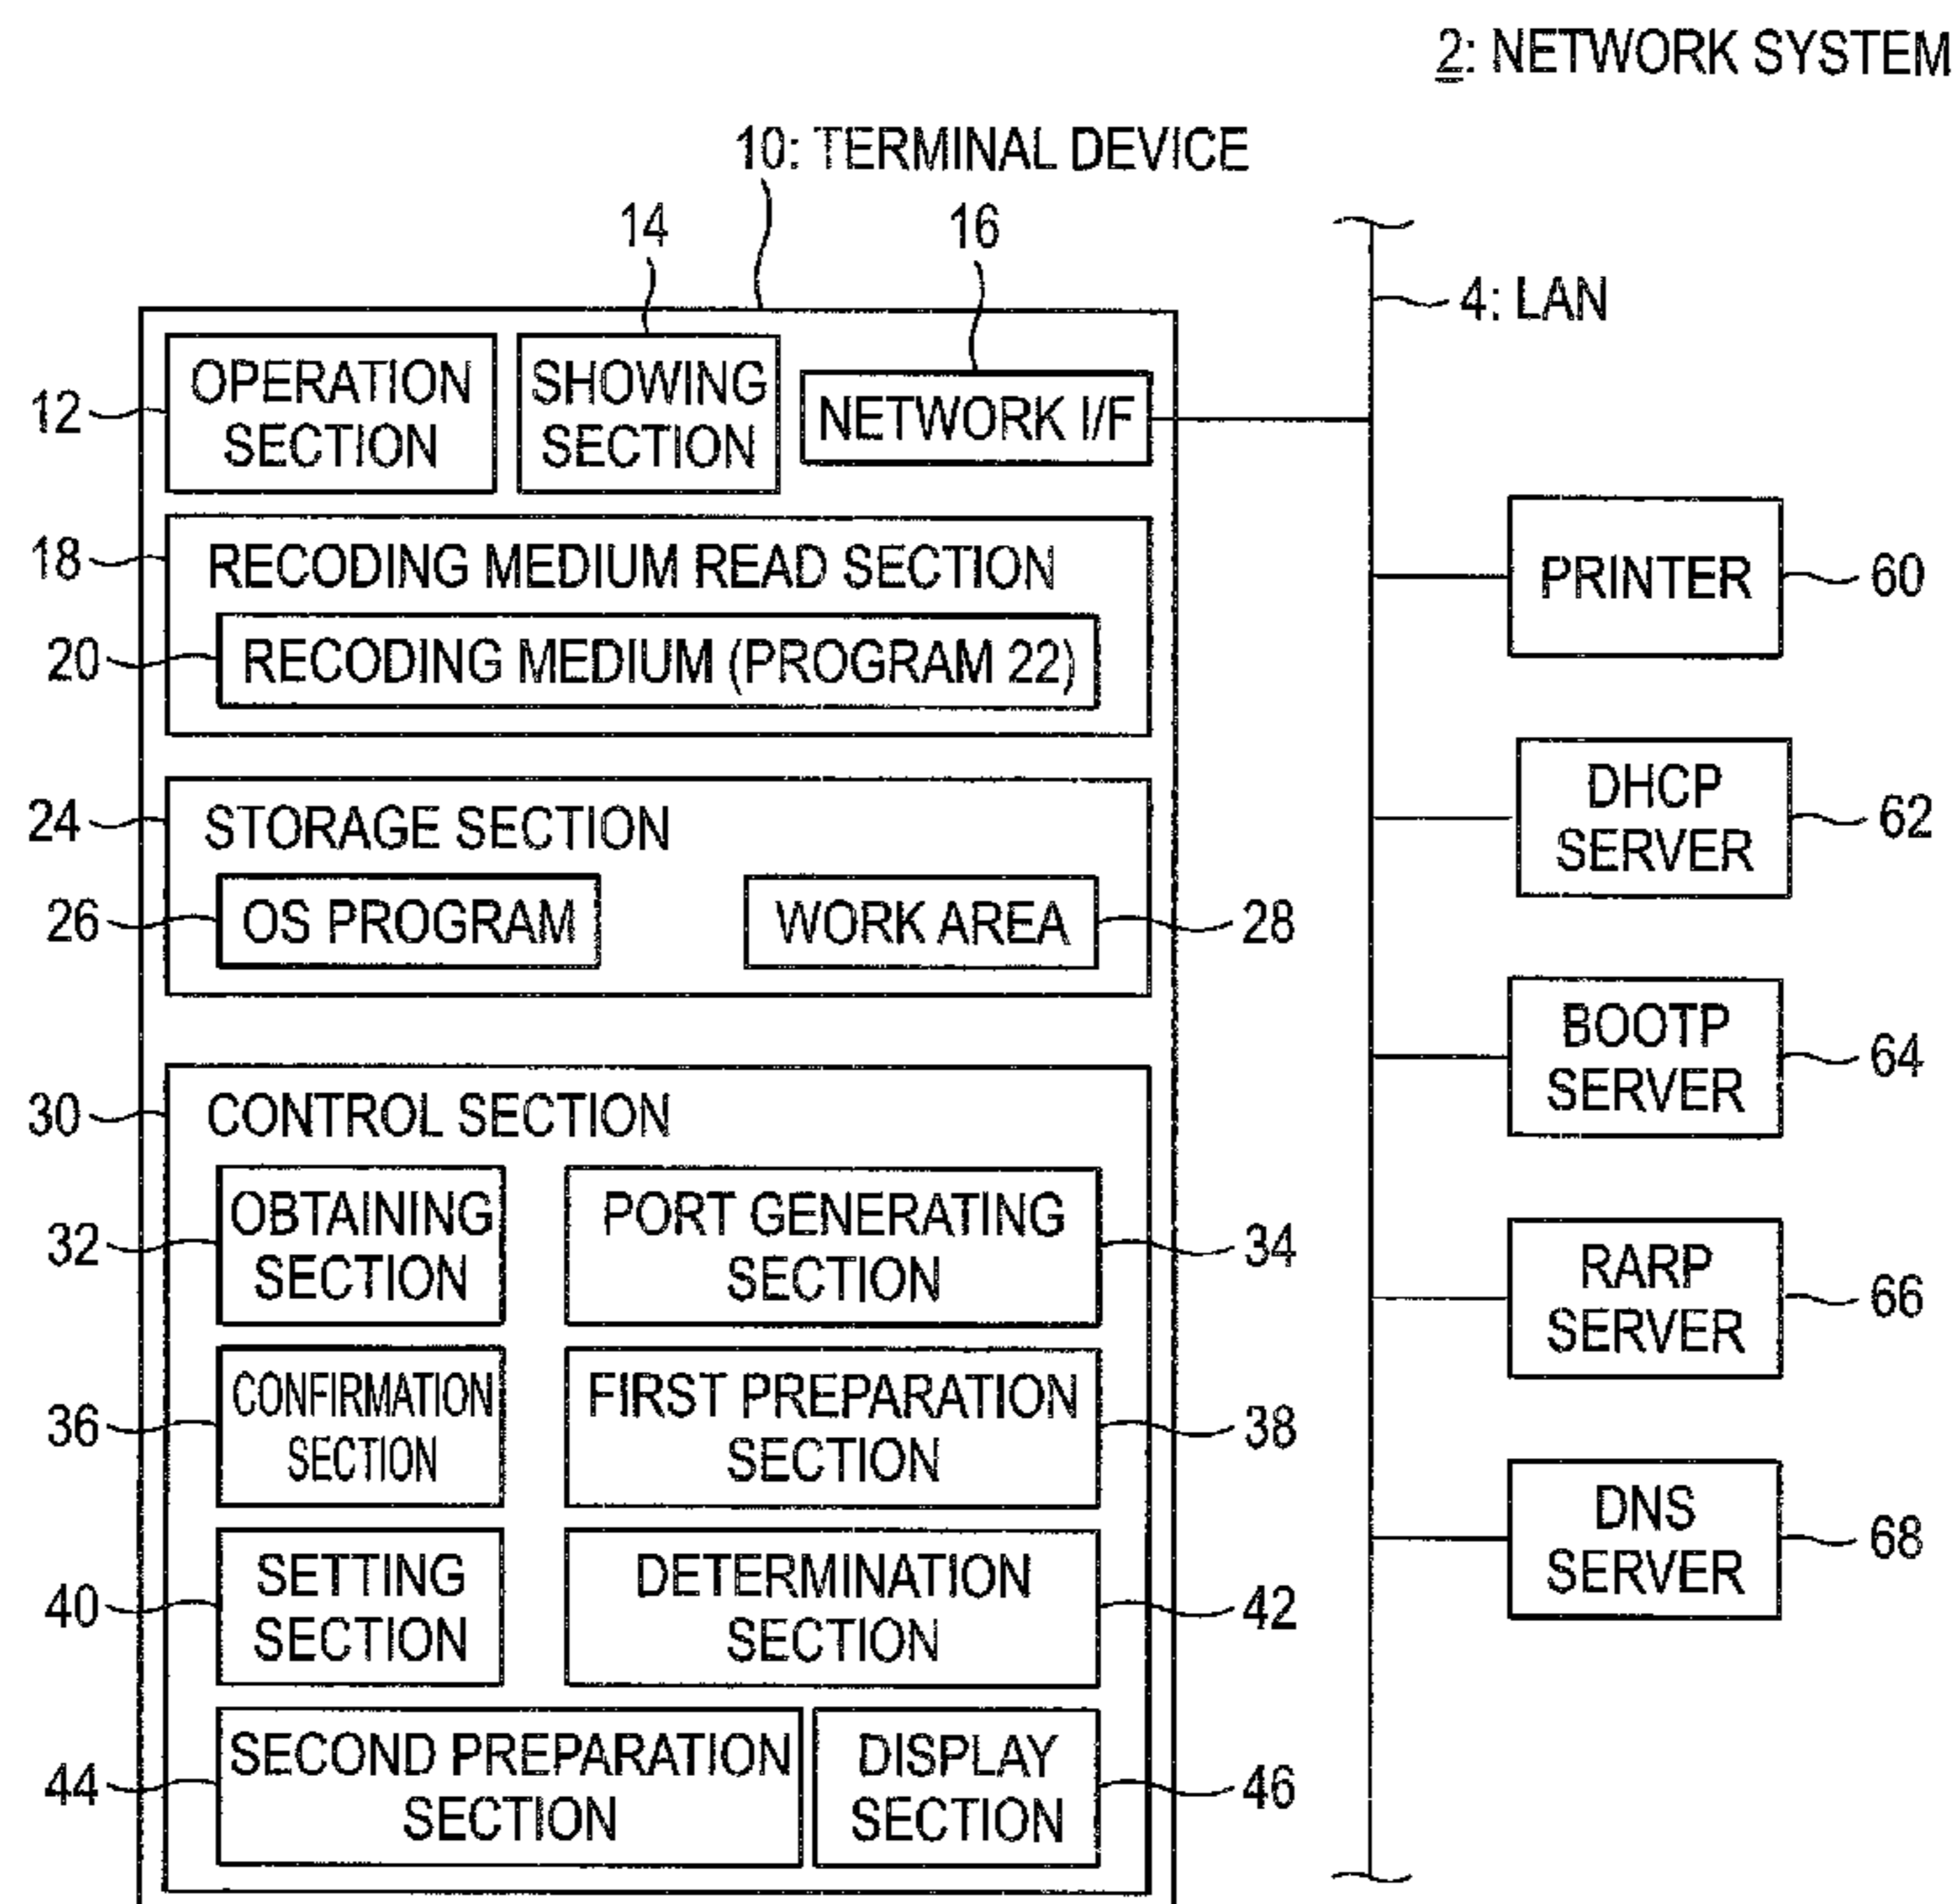 2: NETWORK SYSTEM
10: TERMINAL DEVICE
14
16
4: LAN
12
OPERATION
SECTION
SHOWING
SECTION
NETWORK I/F
18
RECODING MEDIUM READ SECTION
20
RECODING MEDIUM (PROGRAM 22)
PRINTER
60
24
STORAGE SECTION
26
OS PROGRAM
WORK AREA
28
DHCP
SERVER
62
30
CONTROL SECTION
BOOTP
SERVER
64
32
OBTAINING
SECTION
PORT GENERATING
SECTION
34
RARP
SERVER
66
36
CONFIRMATION
SECTION
FIRST PREPARATION
SECTION
38
DNS
SERVER
68
40
SETTING
SECTION
DETERMINATION
SECTION
42
44
SECOND PREPARATION
SECTION
DISPLAY
SECTION
46